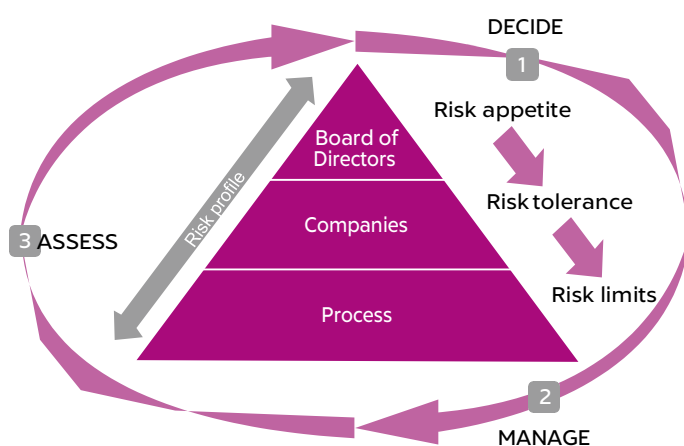 DECIDE
1
Risk appetite
Board of
Directors
Risk profile
Risk tolerance
3 ASSESS
Companies
Risk limits
Process
2
MANAGE